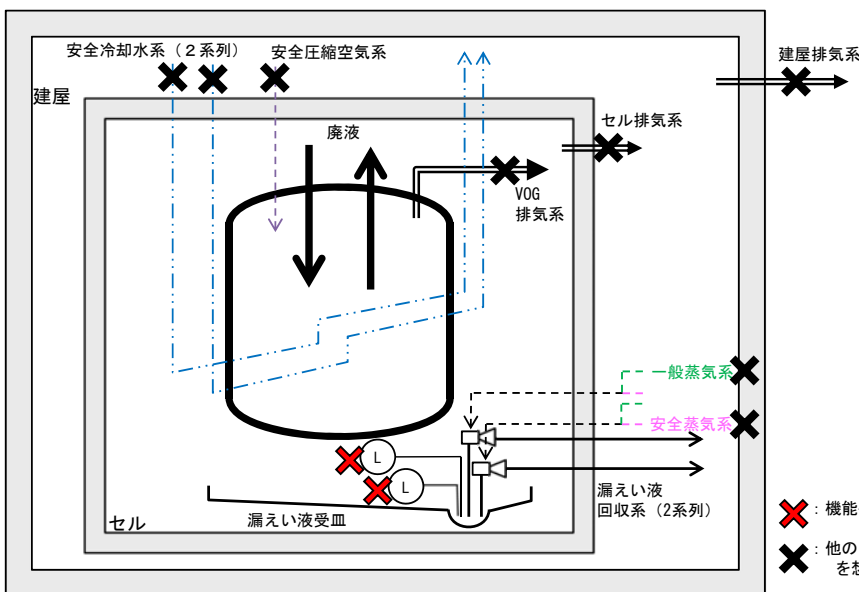 安全冷却水系（２系列）
安全圧縮空気系
建屋排気系
建屋
セル排気系
廃液
VOG
排気系
一般蒸気系
安全蒸気系
L
L
漏えい液
回収系（2系列）
漏えい液受皿
セル
：機能
：他の
を想